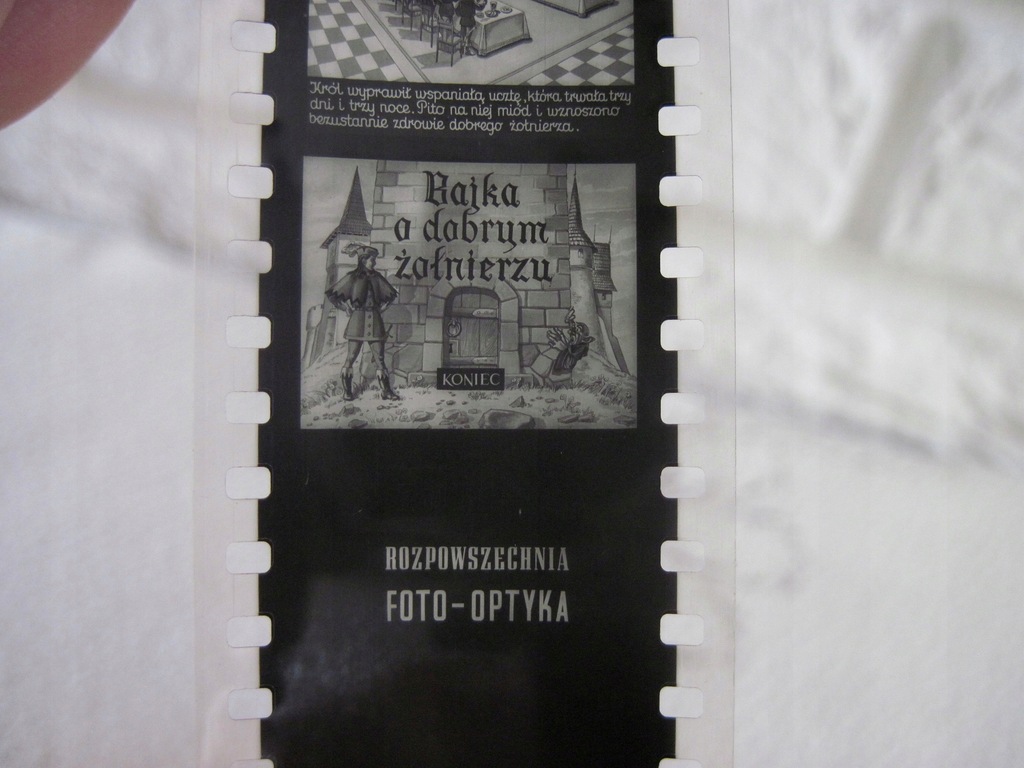 Król wyprawił wspaniałą ucztę, która trwała trzy
dni i trzy noce. Pito na niej miód i wznoszono
bezustannie zdrowie dobrego żołnierza.
Bajka
o dobrym
żołnierzu
KONIEC
ROZPOWSZECHNIA
FOTO-OPTYKA